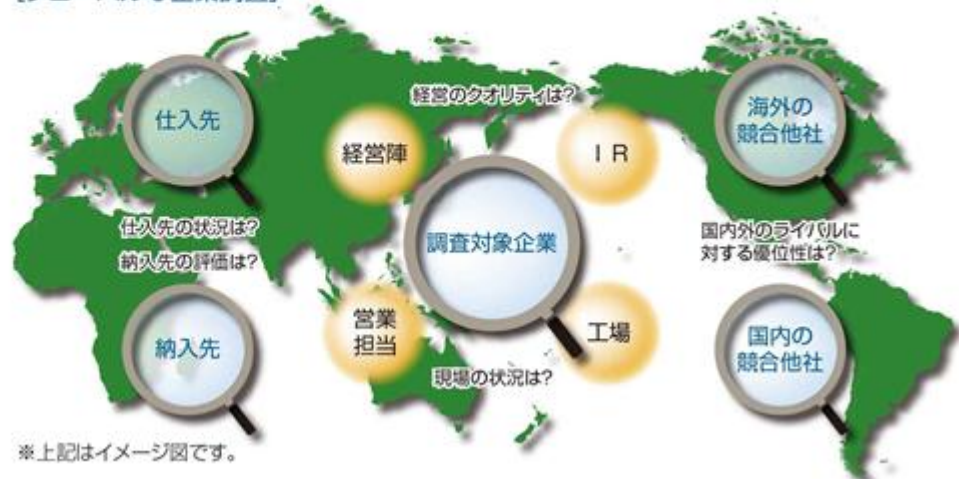 仕入先
経営のクオリティは?
海外の
競合他社
経営陣
IR
仕入先の状況は?
納入先の評価は?
調査対象企業
国内外のライバルに
対する優位性は?
納入先
営業
担当
工場
国内の
競合他社
現場の状況は?
※上記はイメージ図です。